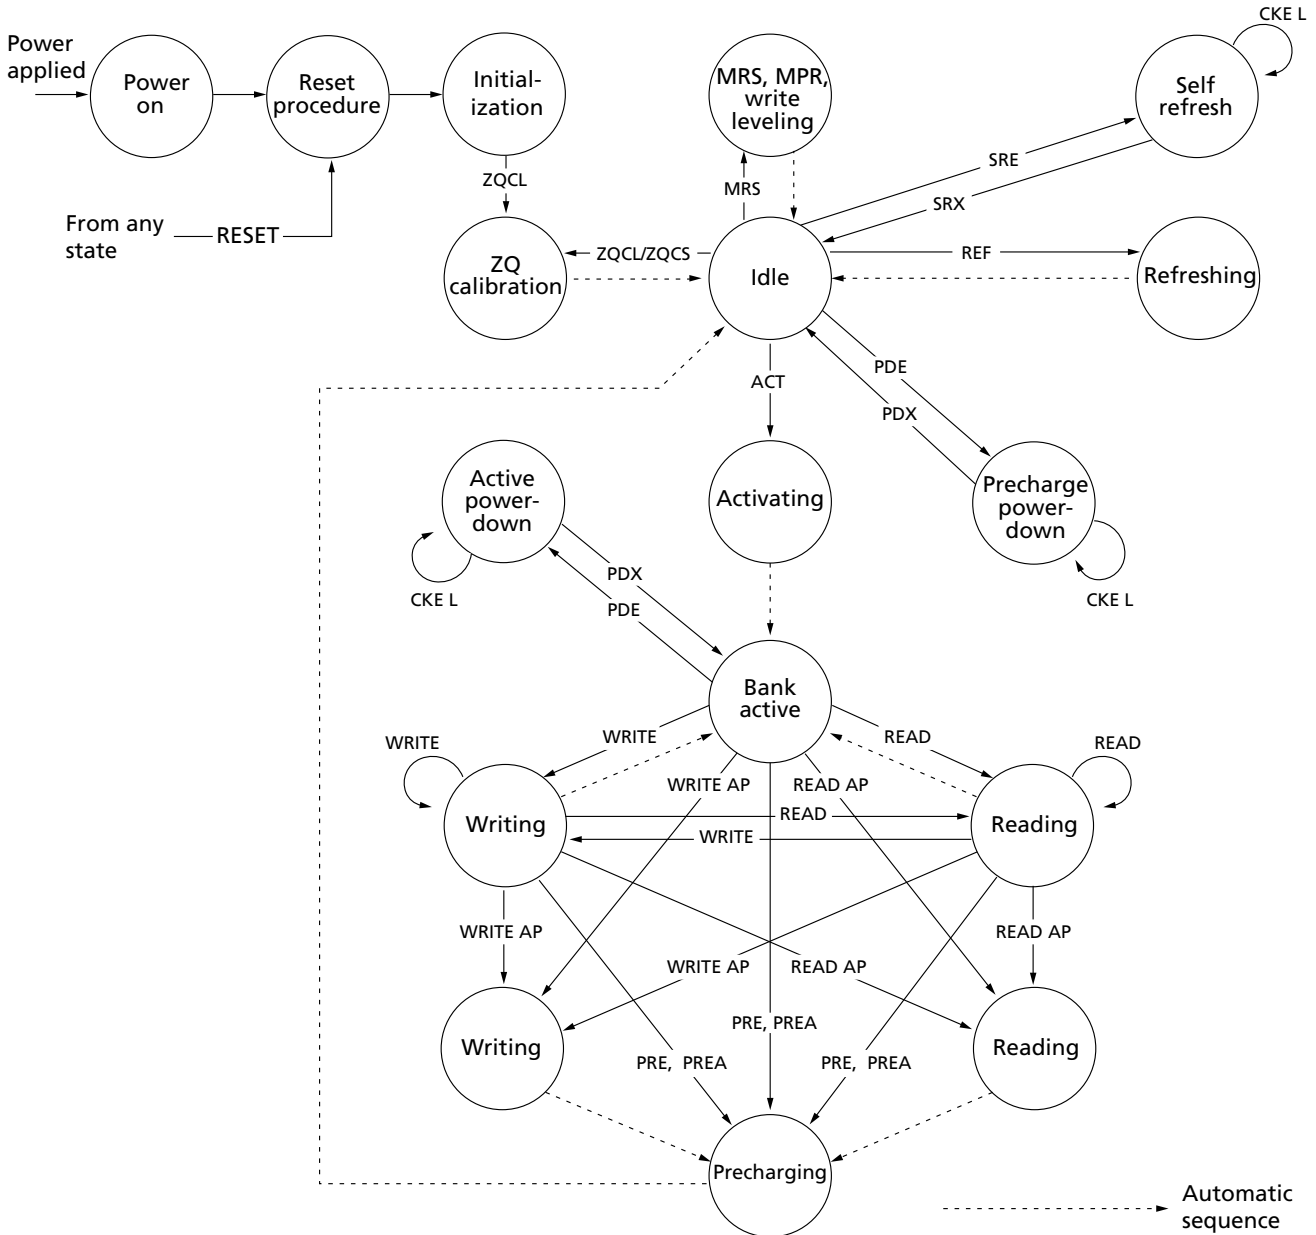 CKE L
Power
applied
Power
on
Reset
procedure
Initial-
ization
MRS, MPR,
write
leveling
Self
refresh
SRE
ZQCL
MRS
SRX
From any
state
RESET
ZQ
calibration
ZQCL/ZQCS
Idle
REF
Refreshing
PDE
ACT
PDX
Active
power-
down
Activating
Precharge
power-
down
PDX
CKE L
PDE
CKE L
Bank
active
WRITE
WRITE
READ
READ
WRITE AP
READ AP
Writing
READ
Reading
WRITE
WRITE AP
READ AP
WRITE AP
READ AP
PRE, PREA
Writing
Reading
PRE, PREA
PRE, PREA
Precharging
Automatic
sequence